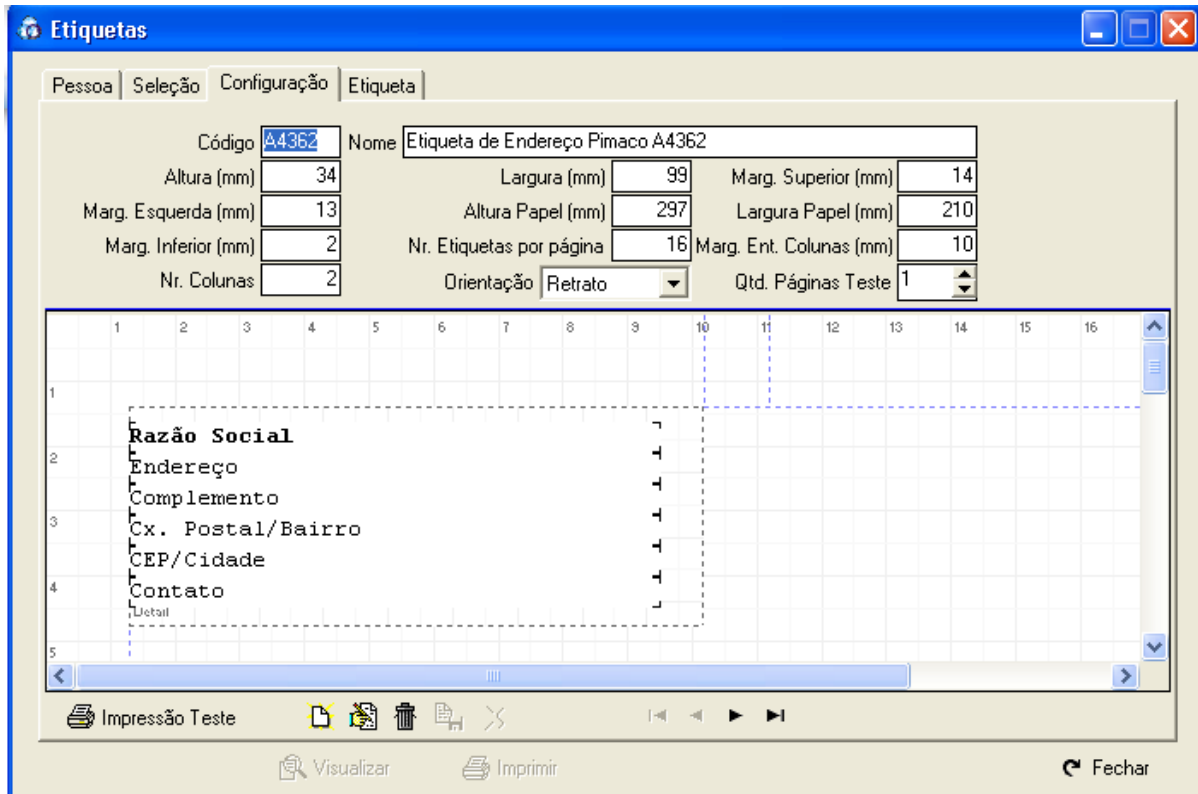 Etiquetas
Pessoa Seleção Configuração Etiqueta
Código A4362 Nome Etiqueta de Endereço Pimaco A4362
Altura (mm) 34 Largura (mm) 99 Marg. Superior (mm) 14
Marg. Esquerda (mm) 13 Altura Papel (mm) 297 Largura Papel (mm) 210
Marg. Inferior (mm) 2 Nr. Etiquetas por página 16 Marg. Ent. Colunas (mm) 10
Nr. Colunas 2 Orientação Retrato Qtd. Páginas Teste 1
1 2 3 4 5 6 7 8 9 10 11 12 13 14 15 16
1
Razão Social
2
Endereço
Complemento
3
Cx. Postal/Bairro
CEP/Cidade
4
Contato
Detail
5
Impressão Teste
Visualizar Imprimir Fechar